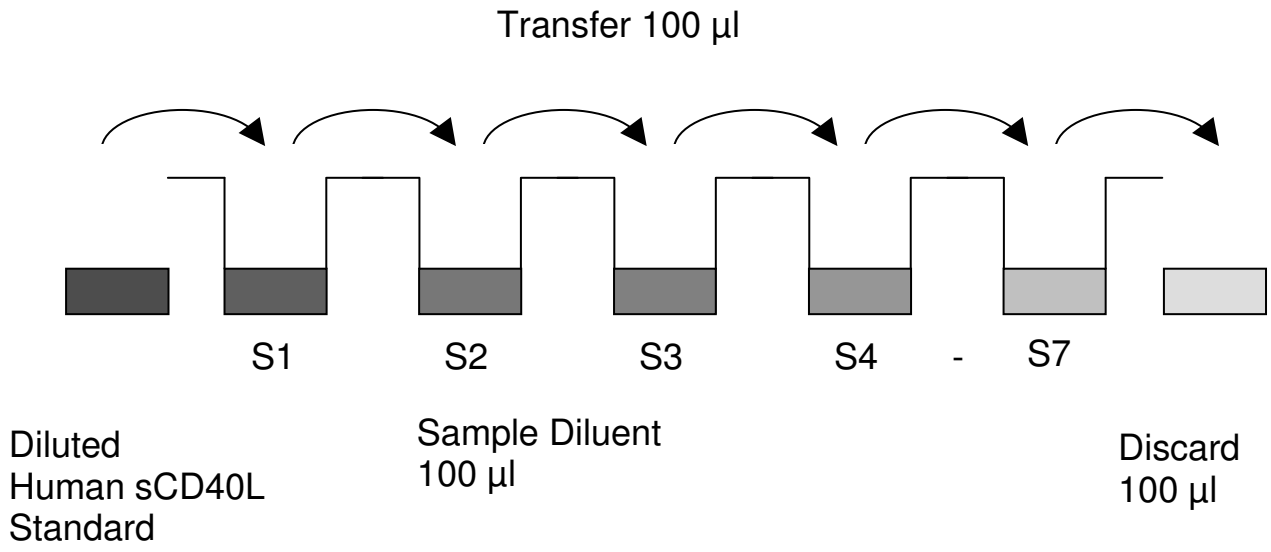 Transfer 100 µl
S1 S2 S3 S4 - S7
Diluted
Human sCD40L
Standard
Sample Diluent
100 µl
Discard
100 µl